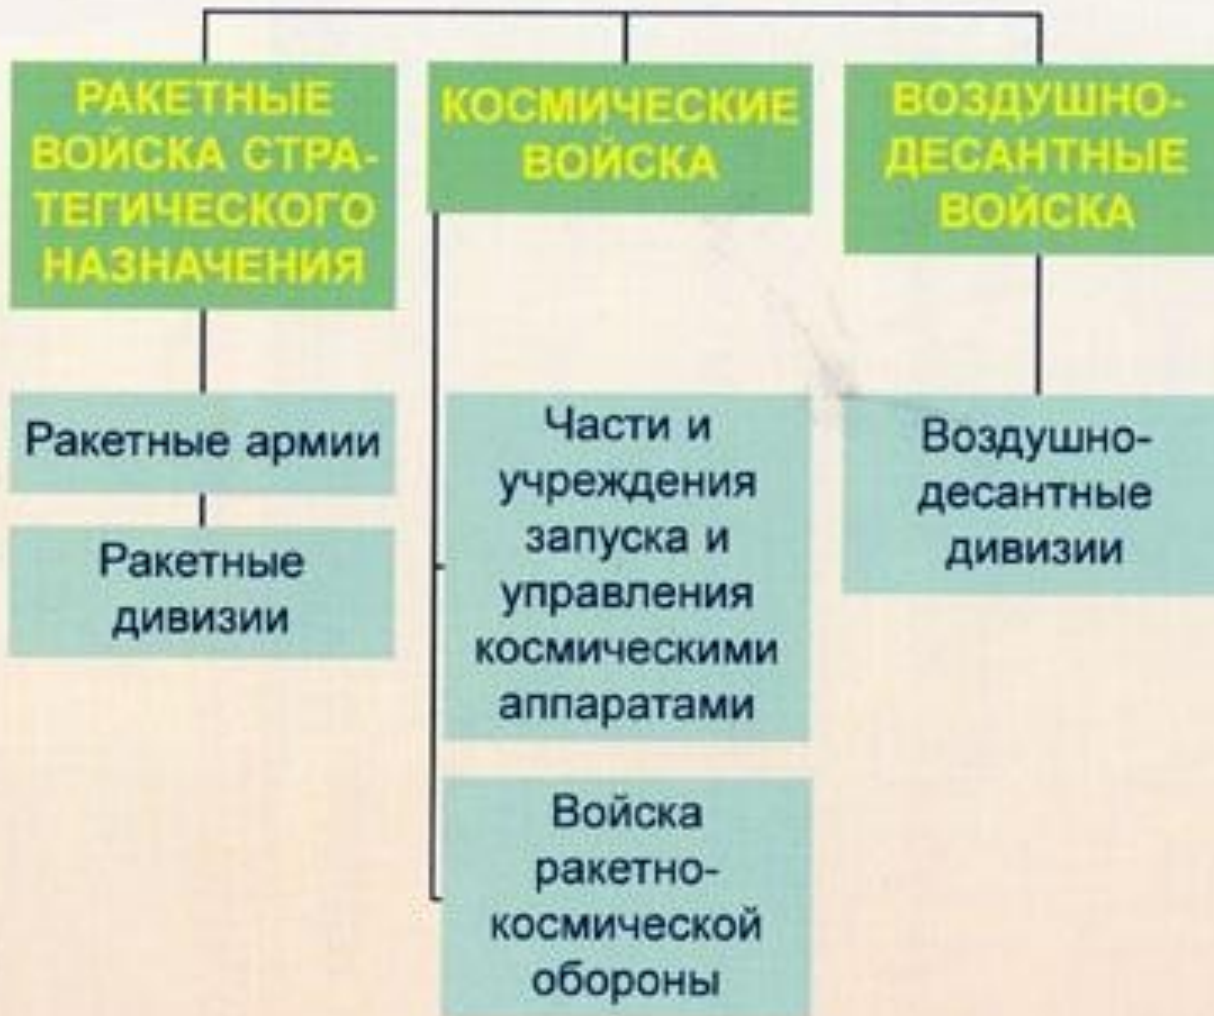 РАКЕТНЫЕ
ВОЙСКА СТРА-
ТЕГИЧЕСКОГО
НАЗНАЧЕНИЯ
Ракетные армии
Ракетные
дивизии
КОСМИЧЕСКИЕ
ВОЙСКА
Части и
учреждения
запуска и
управления
космическими
аппаратами
Войска
ракетно-
космической
обороны
ВОЗДУШНО-
ДЕСАНТНЫЕ
ВОЙСКА
Воздушно-
десантные
дивизии